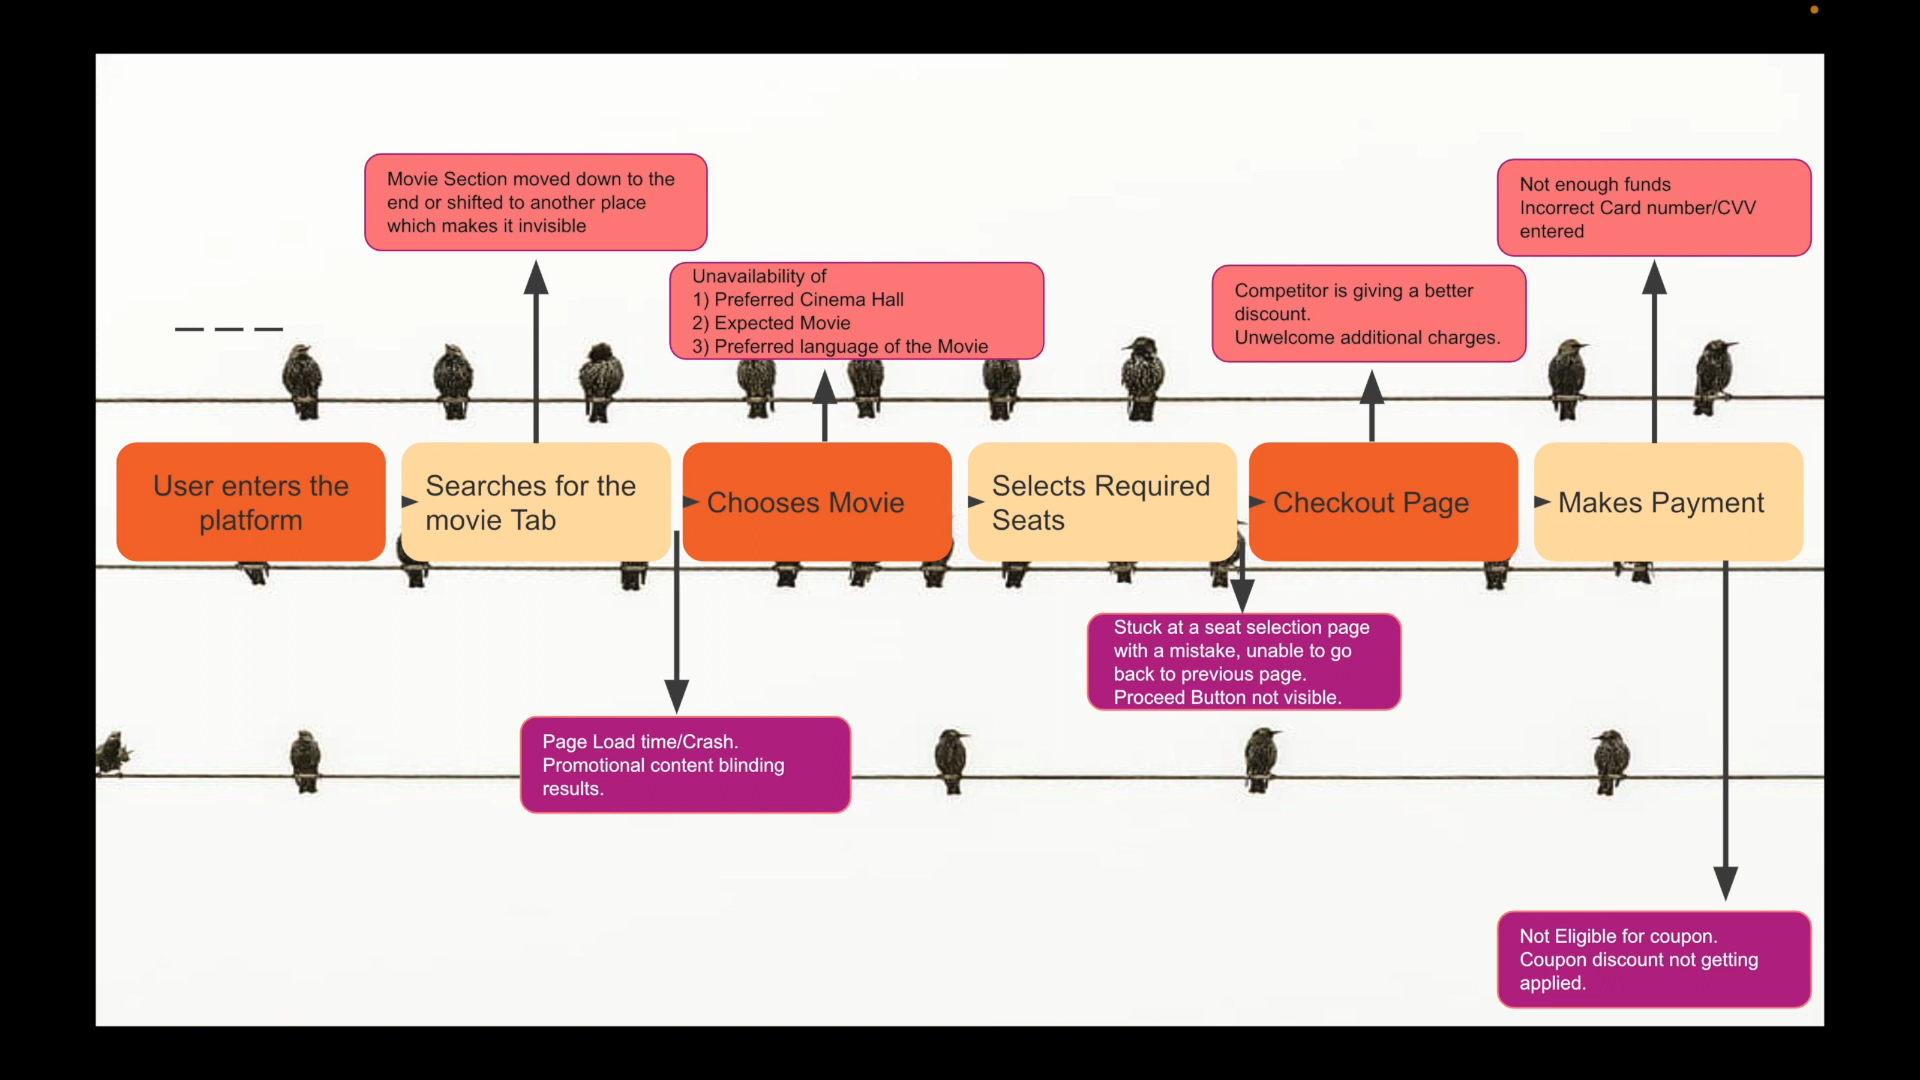 Movie Section moved down to the
end or shifted to another place
which makes it invisible
Not enough funds
Incorrect Card number/CVV
entered
Unavailability of
1) Preferred Cinema Hall
2) Expected Movie
3) Preferred language of the Movie
Competitor is giving a better
discount.
Unwelcome additional charges.
User enters the
platform
Searches for the
movie Tab
Chooses Movie
Selects Required
Seats
Checkout Page
Makes Payment
Stuck at a seat selection page
with a mistake, unable to go
back to previous page.
Proceed Button not visible.
Page Load time/Crash.
Promotional content blinding
results.
Not Eligible for coupon.
Coupon discount not getting
applied.